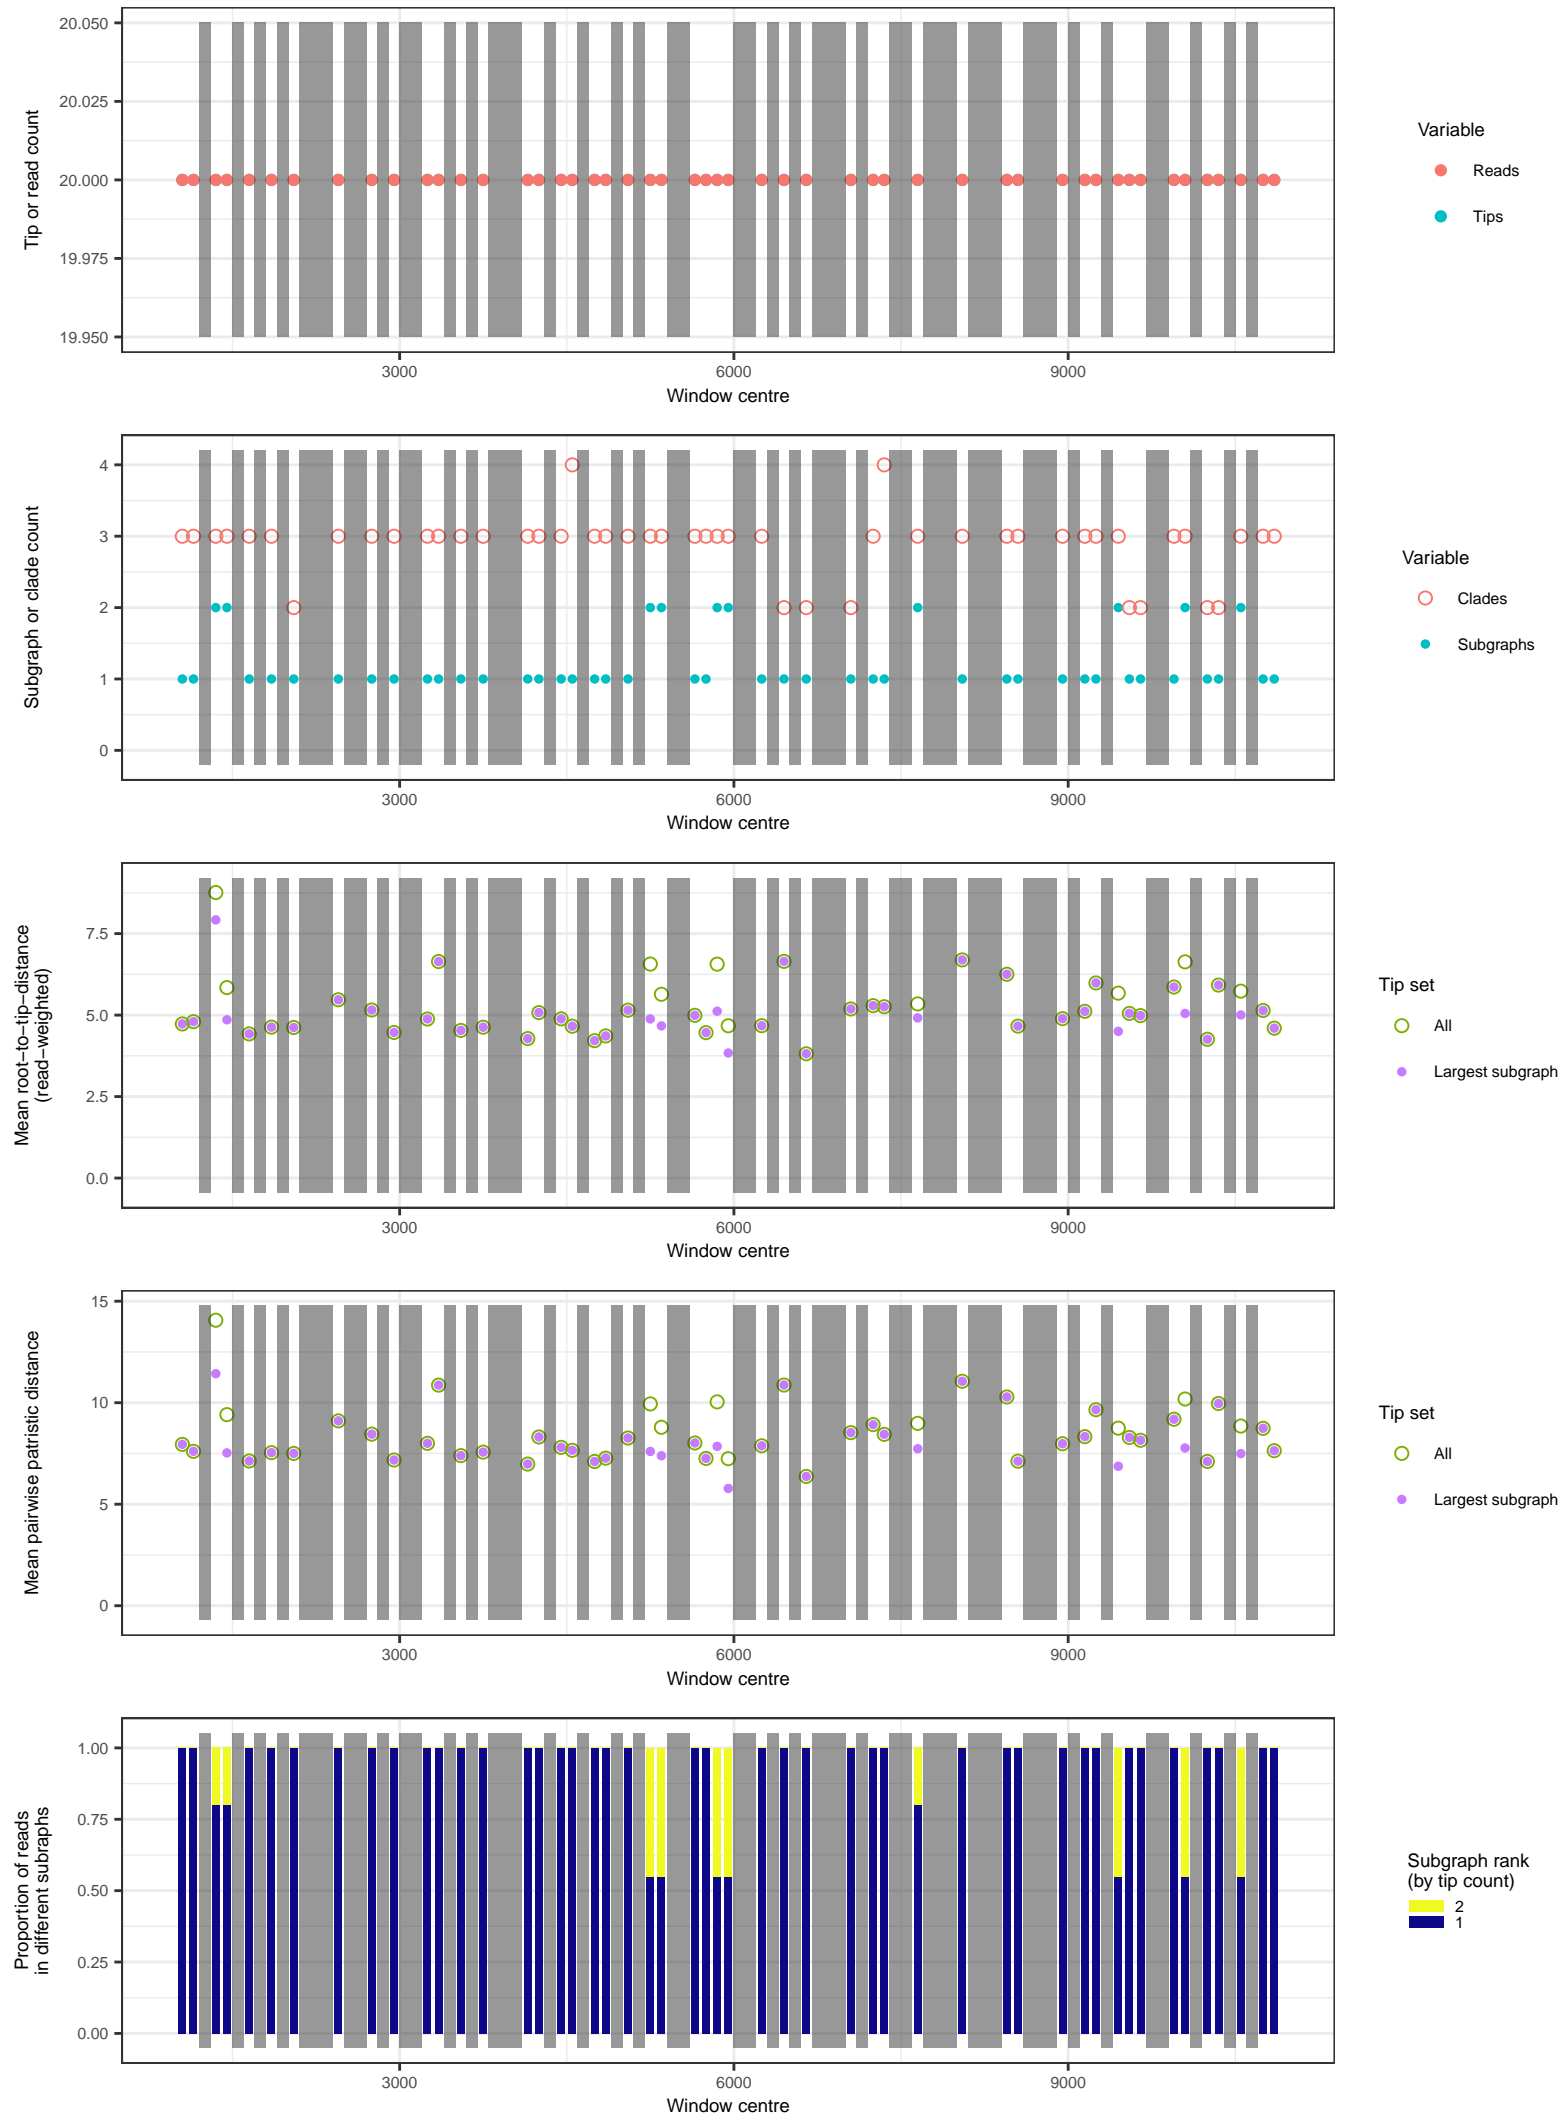 20.050
20.025
20.000
19.975
19.950
Tip or read count
3000
6000
9000
Window centre
Variable
Reads
Tips
4
3
2
1
0
Subgraph or clade count
3000
6000
9000
Window centre
Variable
Clades
Subgraphs
7.5
5.0
2.5
0.0
Mean root−to−tip−distance
(read−weighted)
3000
6000
9000
Window centre
Tip set
All
Largest subgraph
15
10
5
0
Mean pairwise patristic distance
3000
6000
9000
Window centre
Tip set
All
Largest subgraph
1.00
0.75
0.50
0.25
0.00
Proportion of reads
in different subraphs
3000
6000
9000
Window centre
Subgraph rank
(by tip count)
2
1